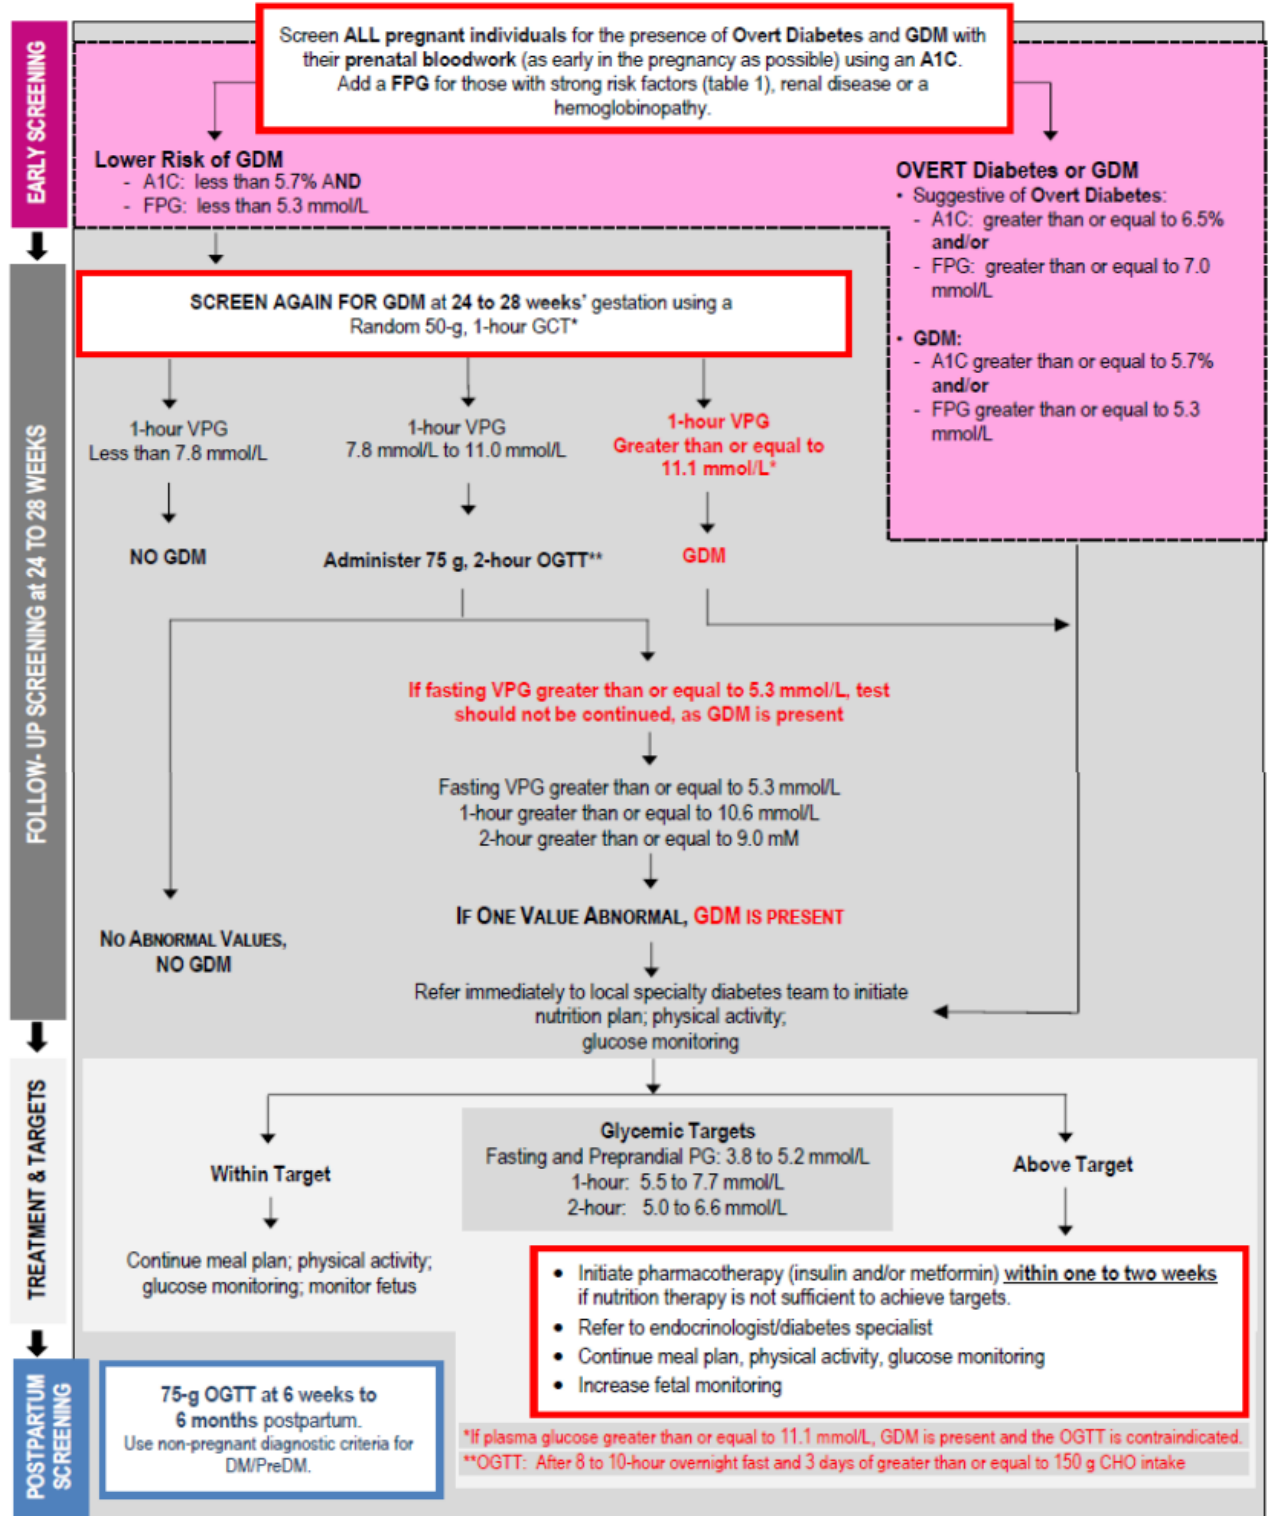 Screen ALL pregnant individuals for the presence of Overt Diabetes and GDM with
their prenatal bloodwork (as early in the pregnancy as possible) using an A1C.
Add a FPG for those with strong risk factors (table 1), renal disease or a
hemoglobinopathy.
EARLY SCREENING
Lower Risk of GDM
- A1C: less than 5.7% AND
- FPG: less than 5.3 mmol/L
OVERT Diabetes or GDM
• Suggestive of Overt Diabetes:
- A1C: greater than or equal to 6.5%
and/or
- FPG: greater than or equal to 7.0
mmol/L
• GDM:
- A1C greater than or equal to 5.7%
and/or
- FPG greater than or equal to 5.3
mmol/L
FOLLOW- UP SCREENING at 24 TO 28 WEEKS
SCREEN AGAIN FOR GDM at 24 to 28 weeks' gestation using a
Random 50-g, 1-hour GCT*
1-hour VPG
Less than 7.8 mmol/L
1-hour VPG
7.8 mmol/L to 11.0 mmol/L
1-hour VPG
Greater than or equal to
11.1 mmol/L*
NO GDM
Administer 75 g, 2-hour OGTT**
GDM
If fasting VPG greater than or equal to 5.3 mmol/L, test
should not be continued, as GDM is present
Fasting VPG greater than or equal to 5.3 mmol/L
1-hour greater than or equal to 10.6 mmol/L
2-hour greater than or equal to 9.0 mM
IF ONE VALUE ABNORMAL, GDM IS PRESENT
NO ABNORMAL VALUES,
NO GDM
Refer immediately to local specialty diabetes team to initiate
nutrition plan; physical activity;
glucose monitoring
TREATMENT & TARGETS
Glycemic Targets
Fasting and Preprandial PG: 3.8 to 5.2 mmol/L
1-hour: 5.5 to 7.7 mmol/L
2-hour: 5.0 to 6.6 mmol/L
Within Target
Above Target
Continue meal plan; physical activity;
glucose monitoring; monitor fetus
• Initiate pharmacotherapy (insulin and/or metformin) within one to two weeks
if nutrition therapy is not sufficient to achieve targets.
• Refer to endocrinologist/diabetes specialist
• Continue meal plan, physical activity, glucose monitoring
• Increase fetal monitoring
POSTPARTUM
SCREENING
75-g OGTT at 6 weeks to
6 months postpartum.
Use non-pregnant diagnostic criteria for
DM/PreDM.
*If plasma glucose greater than or equal to 11.1 mmol/L, GDM is present and the OGTT is contraindicated.
**OGTT: After 8 to 10-hour overnight fast and 3 days of greater than or equal to 150 g CHO intake